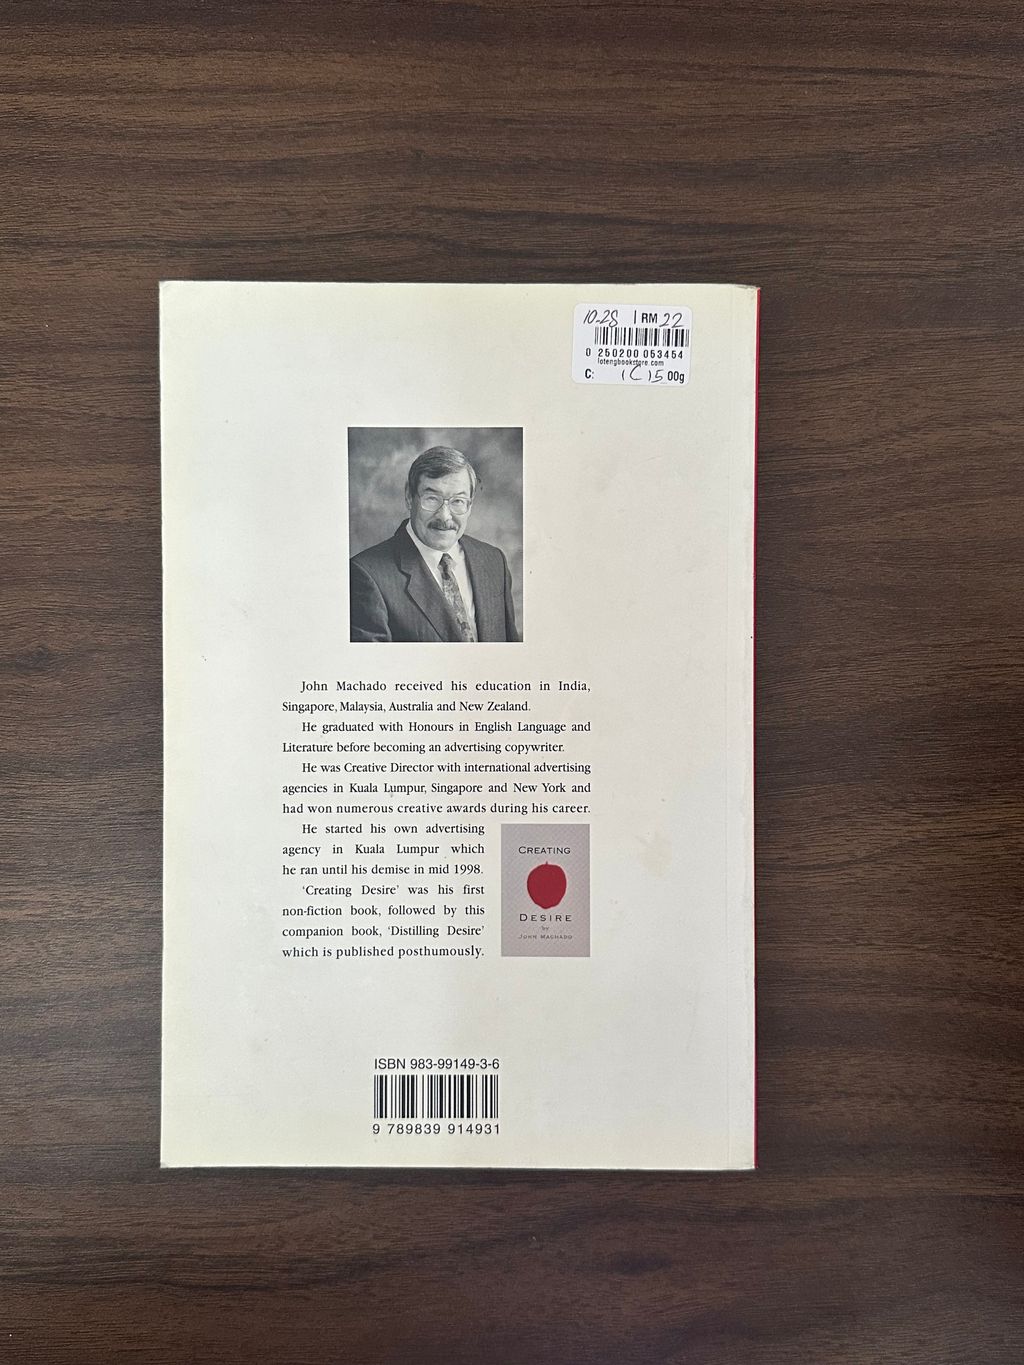 10-28 | RM 22
0 250200 053454
lotengbookstore.com
C: 00g
John Machado received his education in India,
Singapore, Malaysia, Australia and New Zealand.
He graduated with Honours in English Language and
Literature before becoming an advertising copywriter.
He was Creative Director with international advertising
agencies in Kuala Lumpur, Singapore and New York and
had won numerous creative awards during his career.
He started his own advertising
agency in Kuala Lumpur which
he ran until his demise in mid 1998.
'Creating Desire' was his first
non-fiction book, followed by this
companion book, 'Distilling Desire'
which is published posthumously.
CREATING
DESIRE
by
JOHN MACHADO
ISBN 983-99149-3-6
9 789839 914931